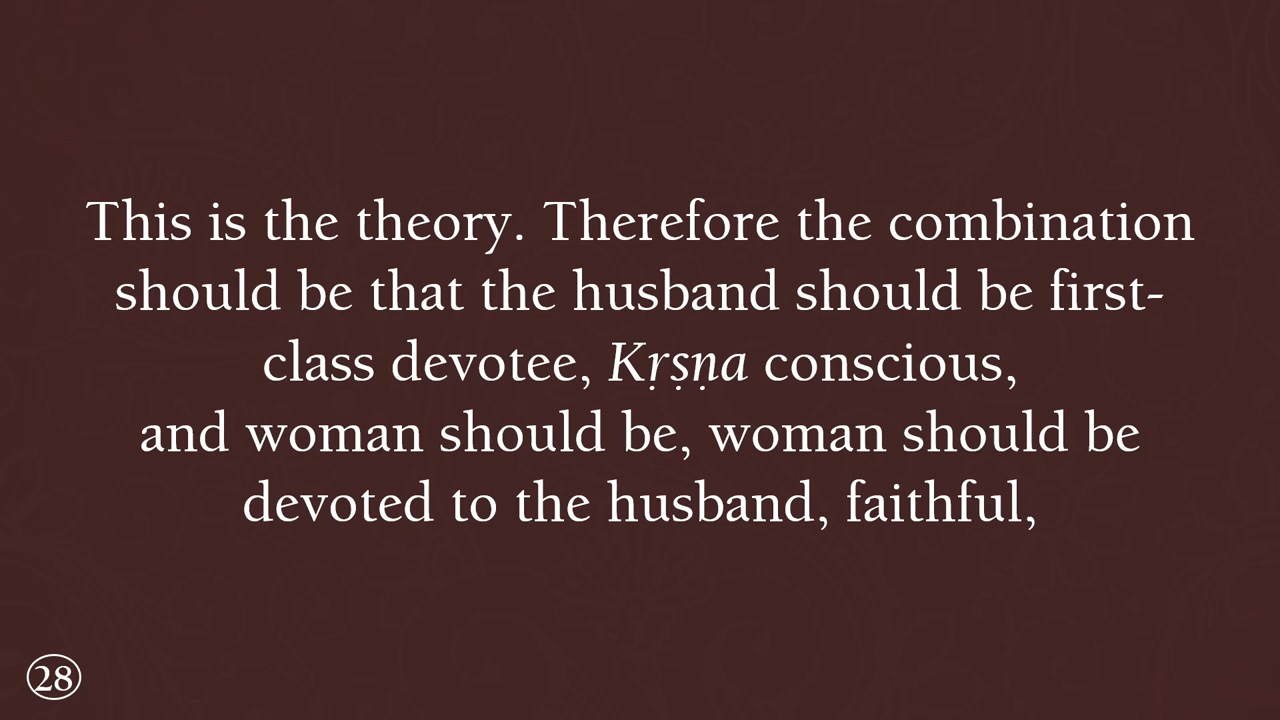 This is the theory. Therefore the combination
should be that the husband should be first-
class devotee, Kṛṣṇa conscious,
and woman should be, woman should be
devoted to the husband, faithful,
28